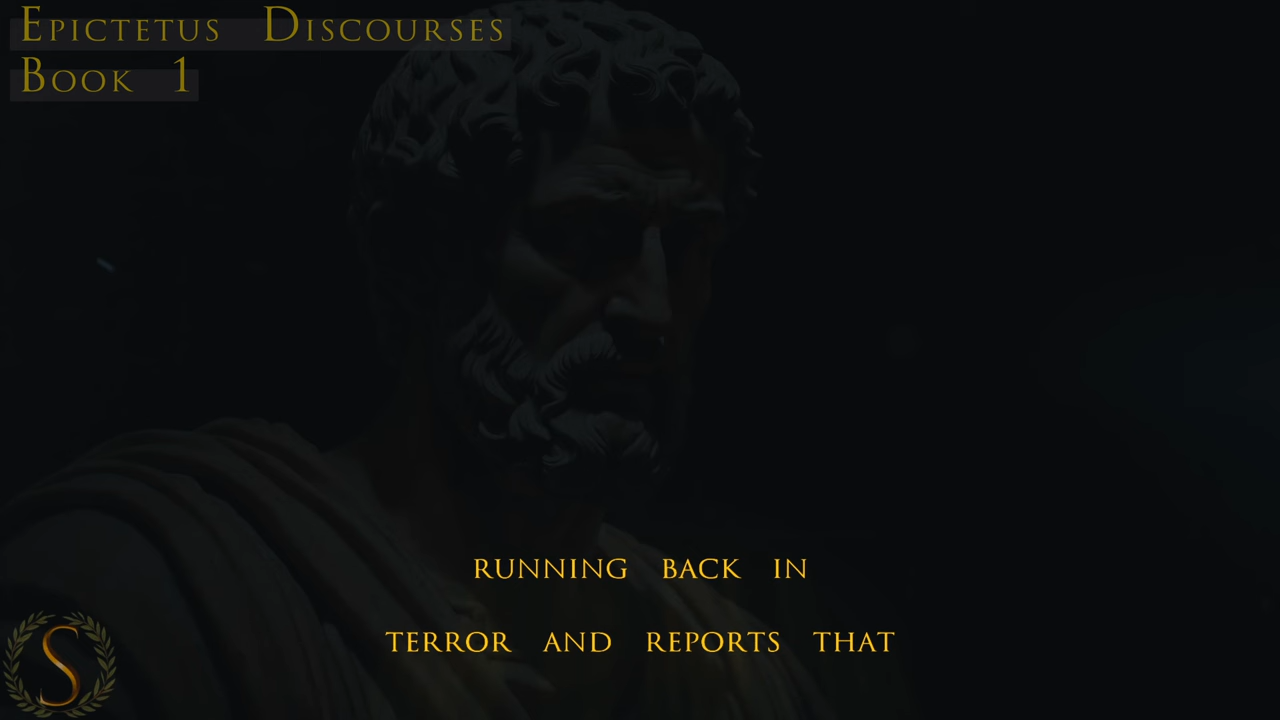 Epictetus Discourses
Book 1
RUNNING BACK IN
TERROR AND REPORTS THAT
S